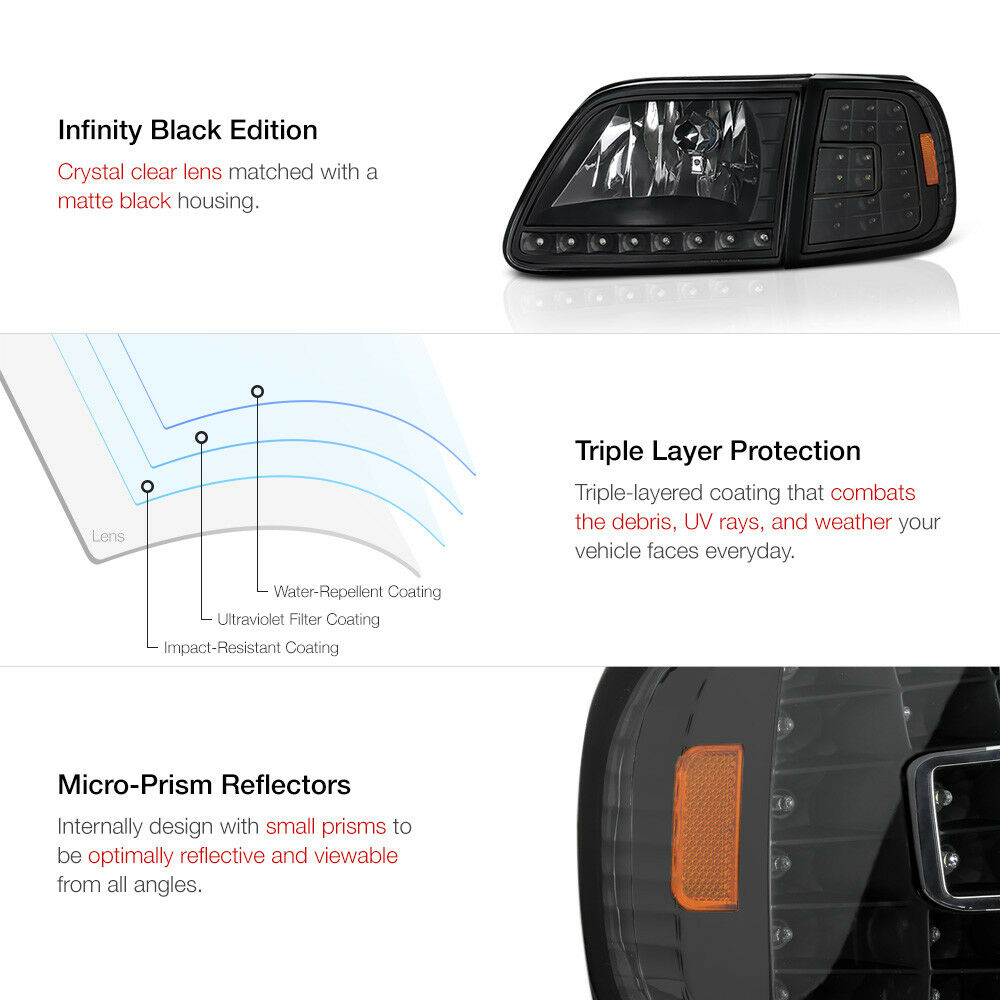 Infinity Black Edition
Crystal clear lens matched with a
matte black housing.
Lens
Water-Repellent Coating
Ultraviolet Filter Coating
Impact-Resistant Coating
Triple Layer Protection
Triple-layered coating that combats
the debris, UV rays, and weather your
vehicle faces everyday.
Micro-Prism Reflectors
Internally design with small prisms to
be optimally reflective and viewable
from all angles.